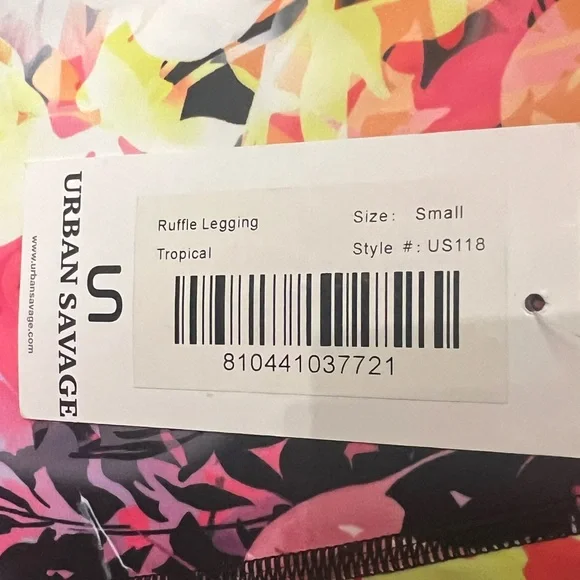 URBAN SAVAGE
www.urbansavage.com
Ruffle Legging
Size: Small
Tropical
Style #: US118
810441037721